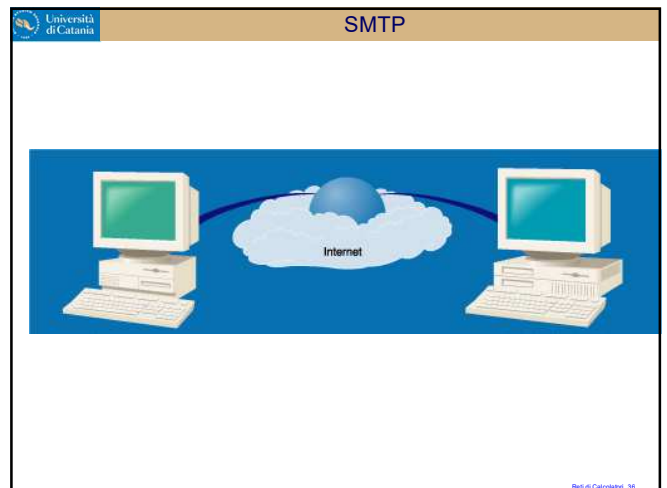 Università
di Catania
SMTP
Internet
Reti di Calcolatori 36